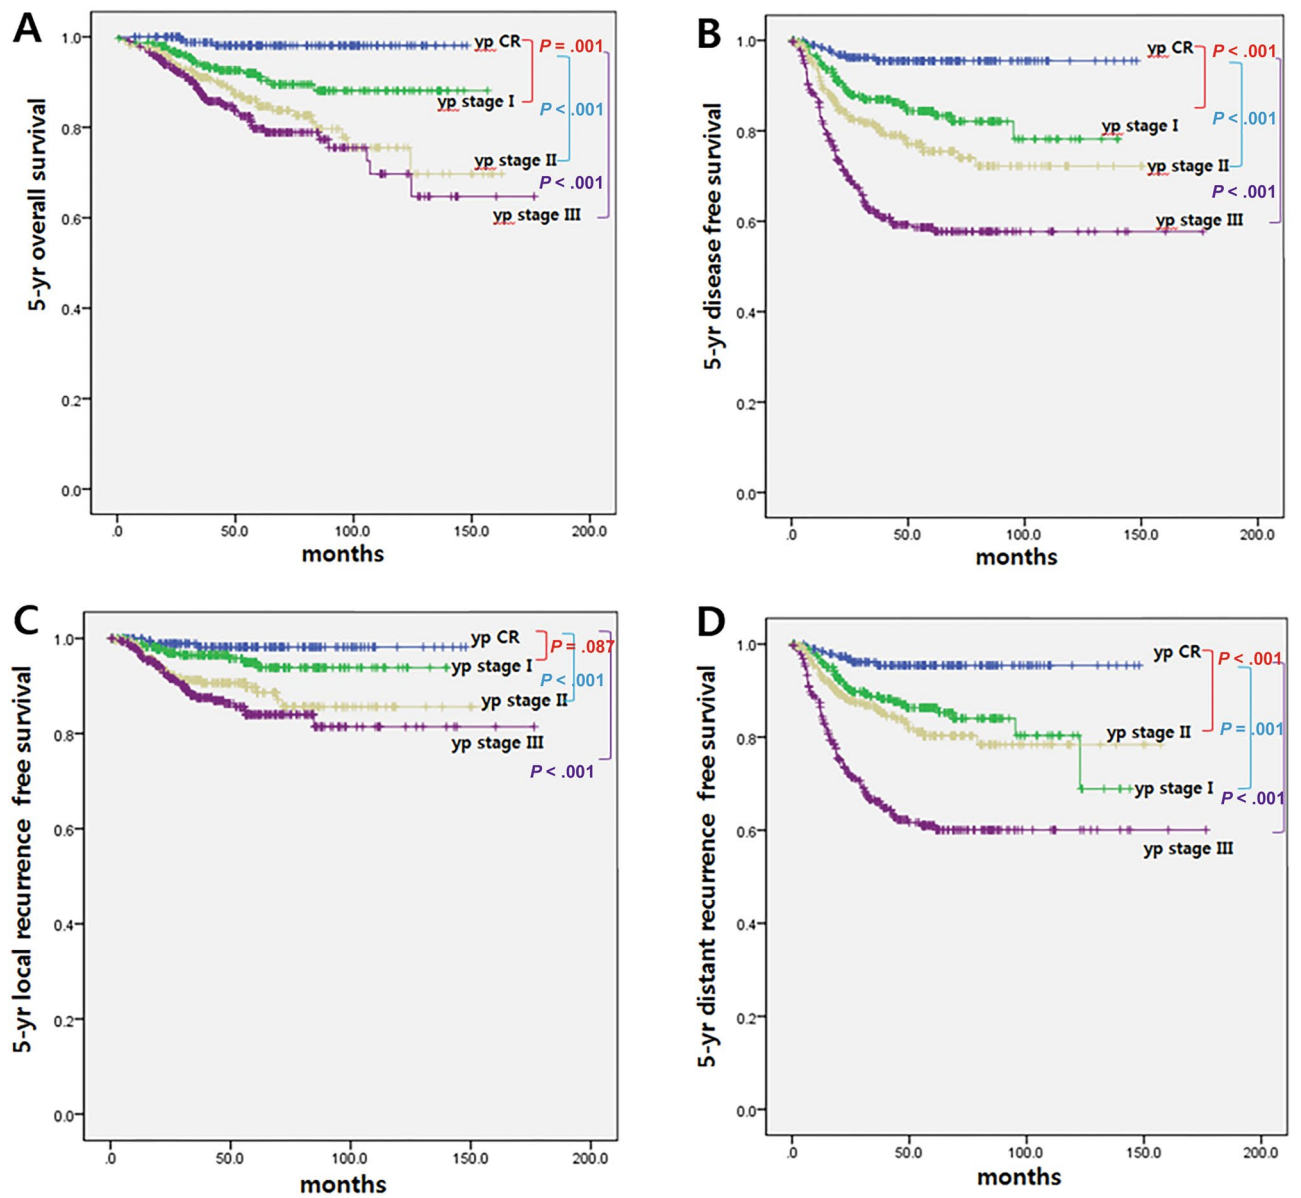 A
5-yr overall survival
1.0
0.8
0.6
0.4
0.2
0.0
yp CR
P = .001
yp stage I
P < .001
yp stage II
P < .001
yp stage III
.0 50.0 100.0 150.0 200.0
months
B
5-yr disease free survival
1.0
0.8
0.6
0.4
0.2
0.0
yp CR
P < .001
P < .001
yp stage I
yp stage II
P < .001
yp stage III
.0 50.0 100.0 150.0 200.0
months
C
5-yr local recurrence free survival
1.0
0.8
0.6
0.4
0.2
0.0
yp CR
P = .087
yp stage I
P < .001
yp stage II
yp stage III
P < .001
.0 50.0 100.0 150.0 200.0
months
D
5-yr distant recurrence free survival
1.0
0.8
0.6
0.4
0.2
0.0
yp CR
P < .001
yp stage II
P = .001
yp stage I
P < .001
yp stage III
.0 50.0 100.0 150.0 200.0
months